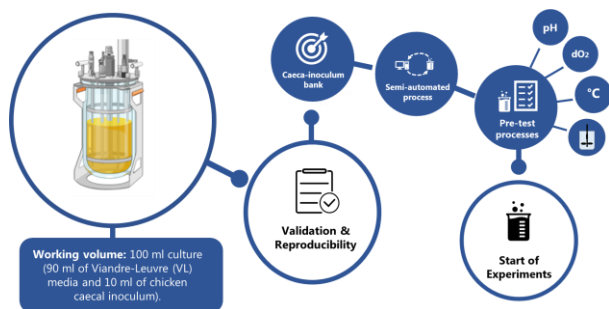 Working volume: 100 ml culture
(90 ml of Viandre-Leuvre (VL)
media and 10 ml of chicken
caecal inoculum).
Validation &
Reproducibility
Caeca-inoculum
bank
Semi-automated
process
Pre-test
processes
pH
dO₂
°C
Start of
Experiments